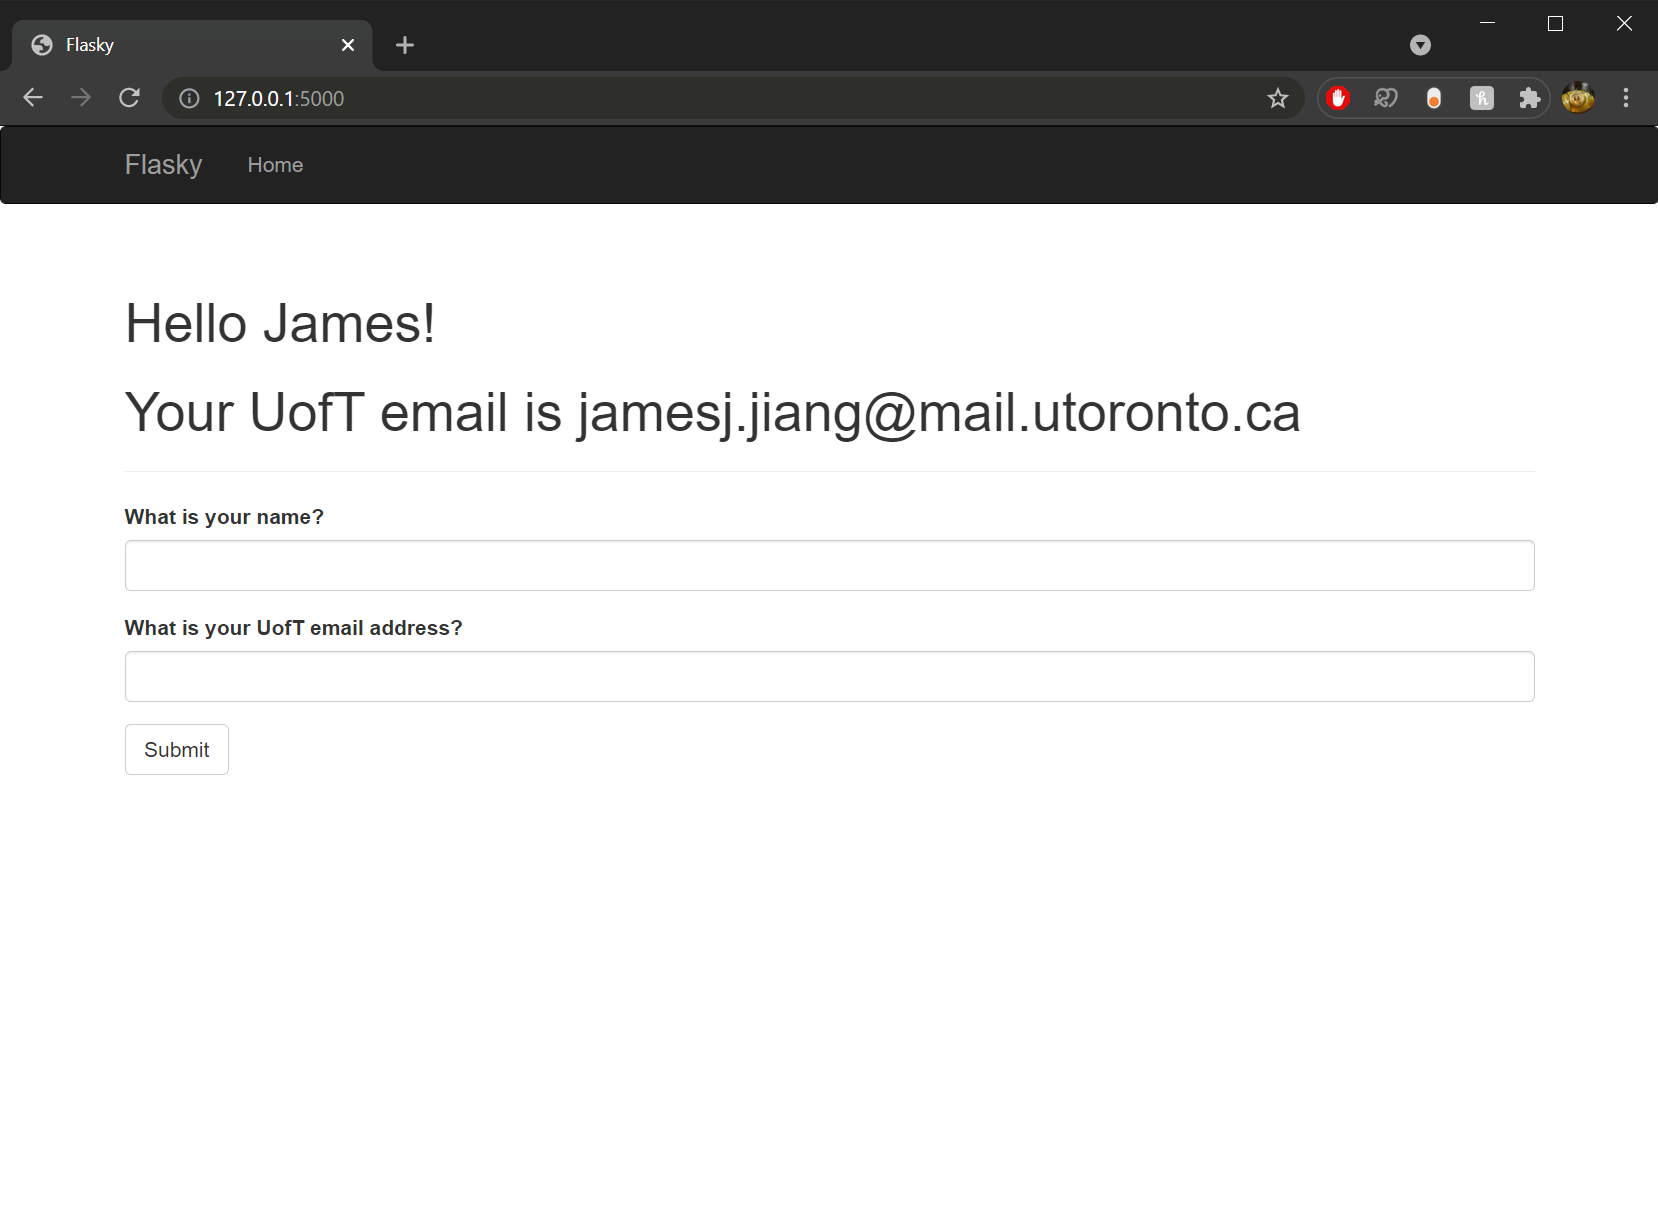 Flasky
127.0.0.1:5000
Flasky Home
Hello James!
Your UofT email is jamesj.jiang@mail.utoronto.ca
What is your name?
What is your UofT email address?
Submit